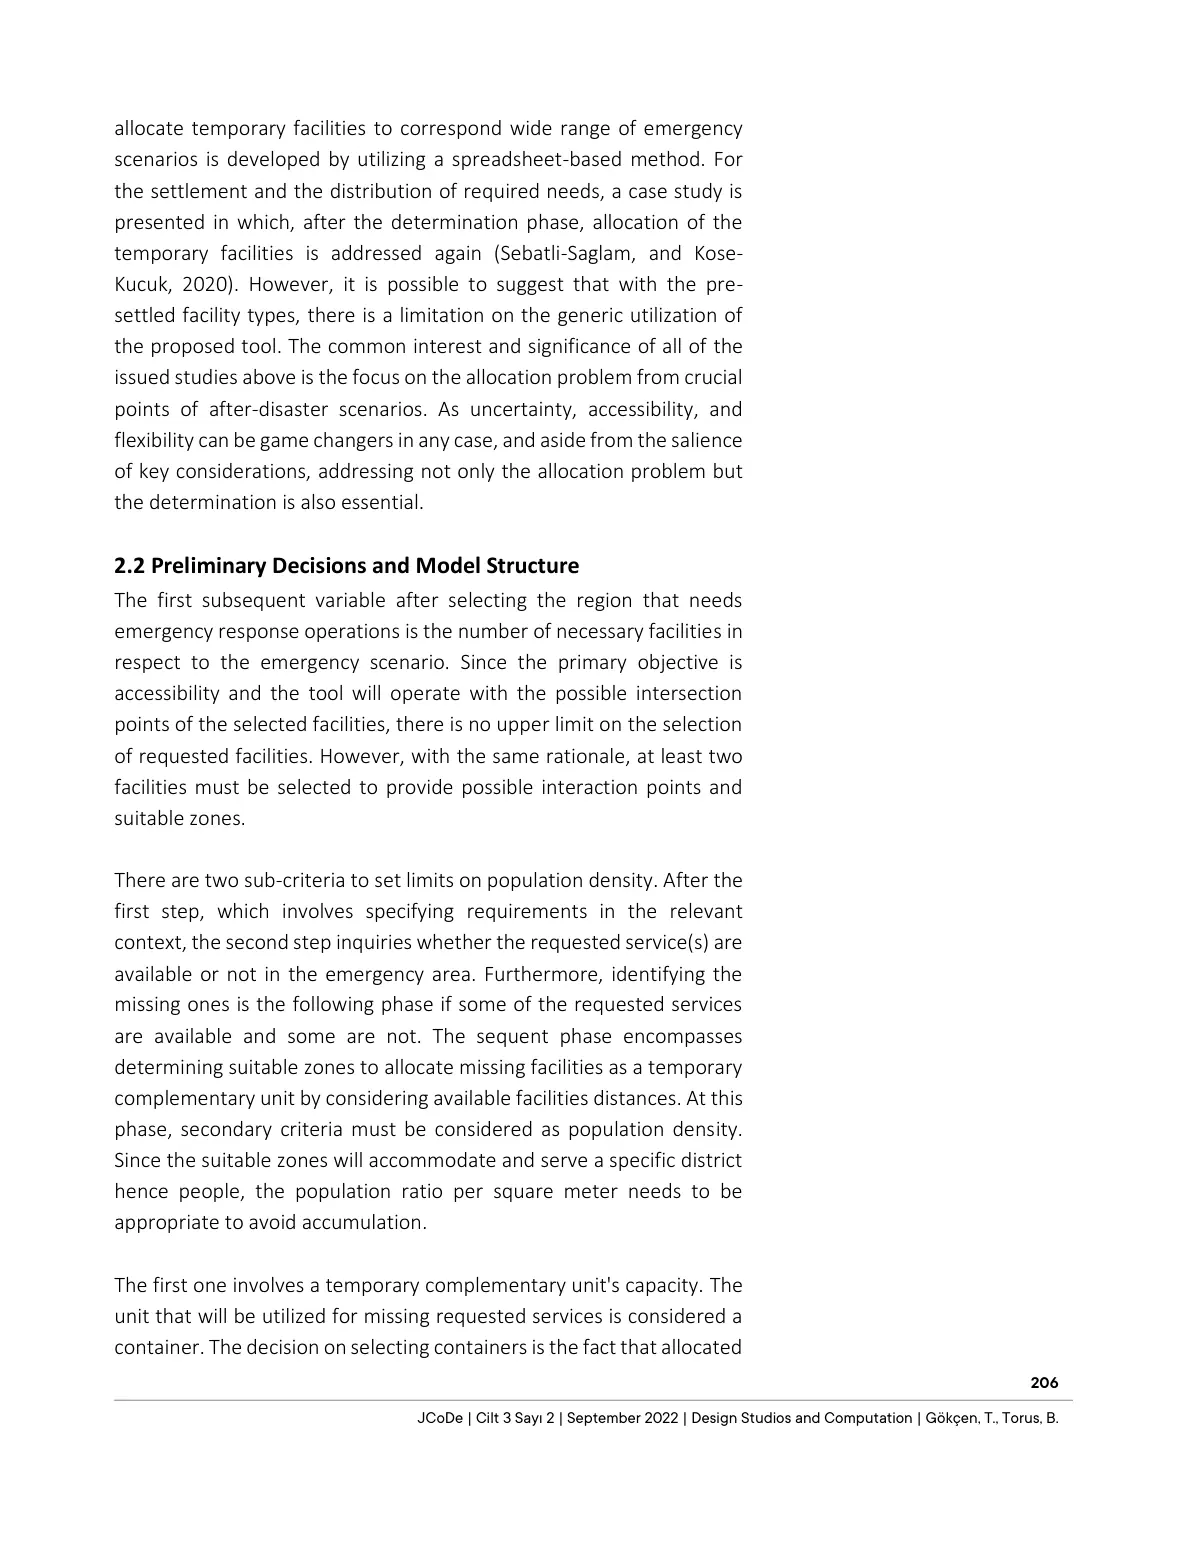 allocate temporary facilities to correspond wide range of emergency
scenarios is developed by utilizing a spreadsheet-based method. For
the settlement and the distribution of required needs, a case study is
presented in which, after the determination phase, allocation of the
temporary facilities is addressed again (Sebatli-Saglam, and Kose-
Kucuk, 2020). However, it is possible to suggest that with the pre-
settled facility types, there is a limitation on the generic utilization of
the proposed tool. The common interest and significance of all of the
issued studies above is the focus on the allocation problem from crucial
points of after-disaster scenarios. As uncertainty, accessibility, and
flexibility can be game changers in any case, and aside from the salience
of key considerations, addressing not only the allocation problem but
the determination is also essential.
2.2 Preliminary Decisions and Model Structure
The first subsequent variable after selecting the region that needs
emergency response operations is the number of necessary facilities in
respect to the emergency scenario. Since the primary objective is
accessibility and the tool will operate with the possible intersection
points of the selected facilities, there is no upper limit on the selection
of requested facilities. However, with the same rationale, at least two
facilities must be selected to provide possible interaction points and
suitable zones.
There are two sub-criteria to set limits on population density. After the
first step, which involves specifying requirements in the relevant
context, the second step inquiries whether the requested service(s) are
available or not in the emergency area. Furthermore, identifying the
missing ones is the following phase if some of the requested services
are available and some are not. The sequent phase encompasses
determining suitable zones to allocate missing facilities as a temporary
complementary unit by considering available facilities distances. At this
phase, secondary criteria must be considered as population density.
Since the suitable zones will accommodate and serve a specific district
hence people, the population ratio per square meter needs to be
appropriate to avoid accumulation.
The first one involves a temporary complementary unit's capacity. The
unit that will be utilized for missing requested services is considered a
container. The decision on selecting containers is the fact that allocated
206
JCoDe | Cilt 3 Sayı 2 | September 2022 | Design Studios and Computation | Gökçen, T., Torus, B.